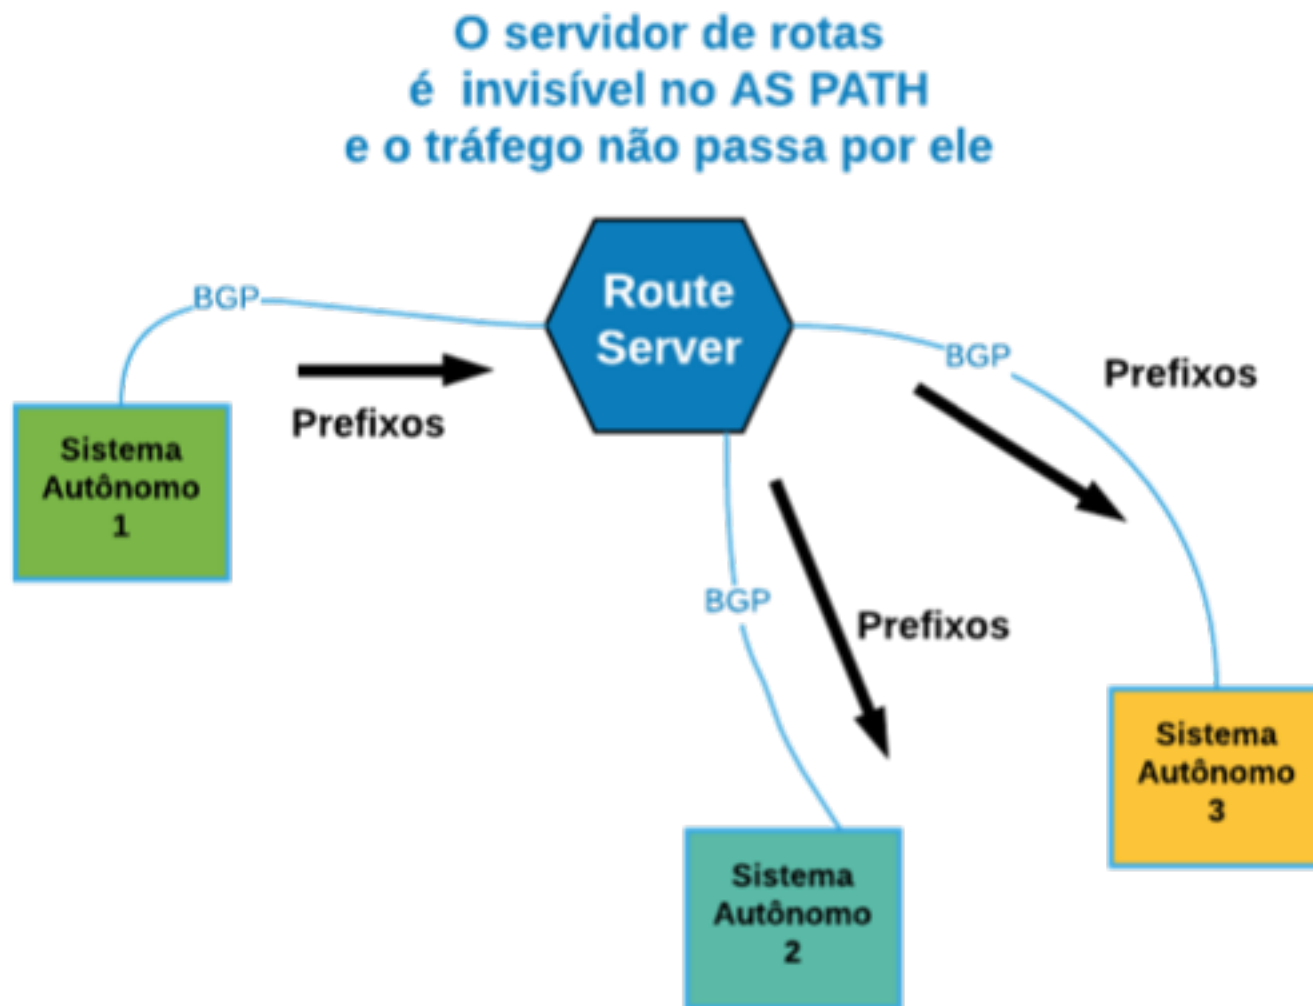 O servidor de rotas
é invisível no AS PATH
e o tráfego não passa por ele
Route
Server
BGP
BGP
Prefixos
Prefixos
Sistema
Autônomo
1
BGP
Prefixos
Sistema
Autônomo
3
Sistema
Autônomo
2